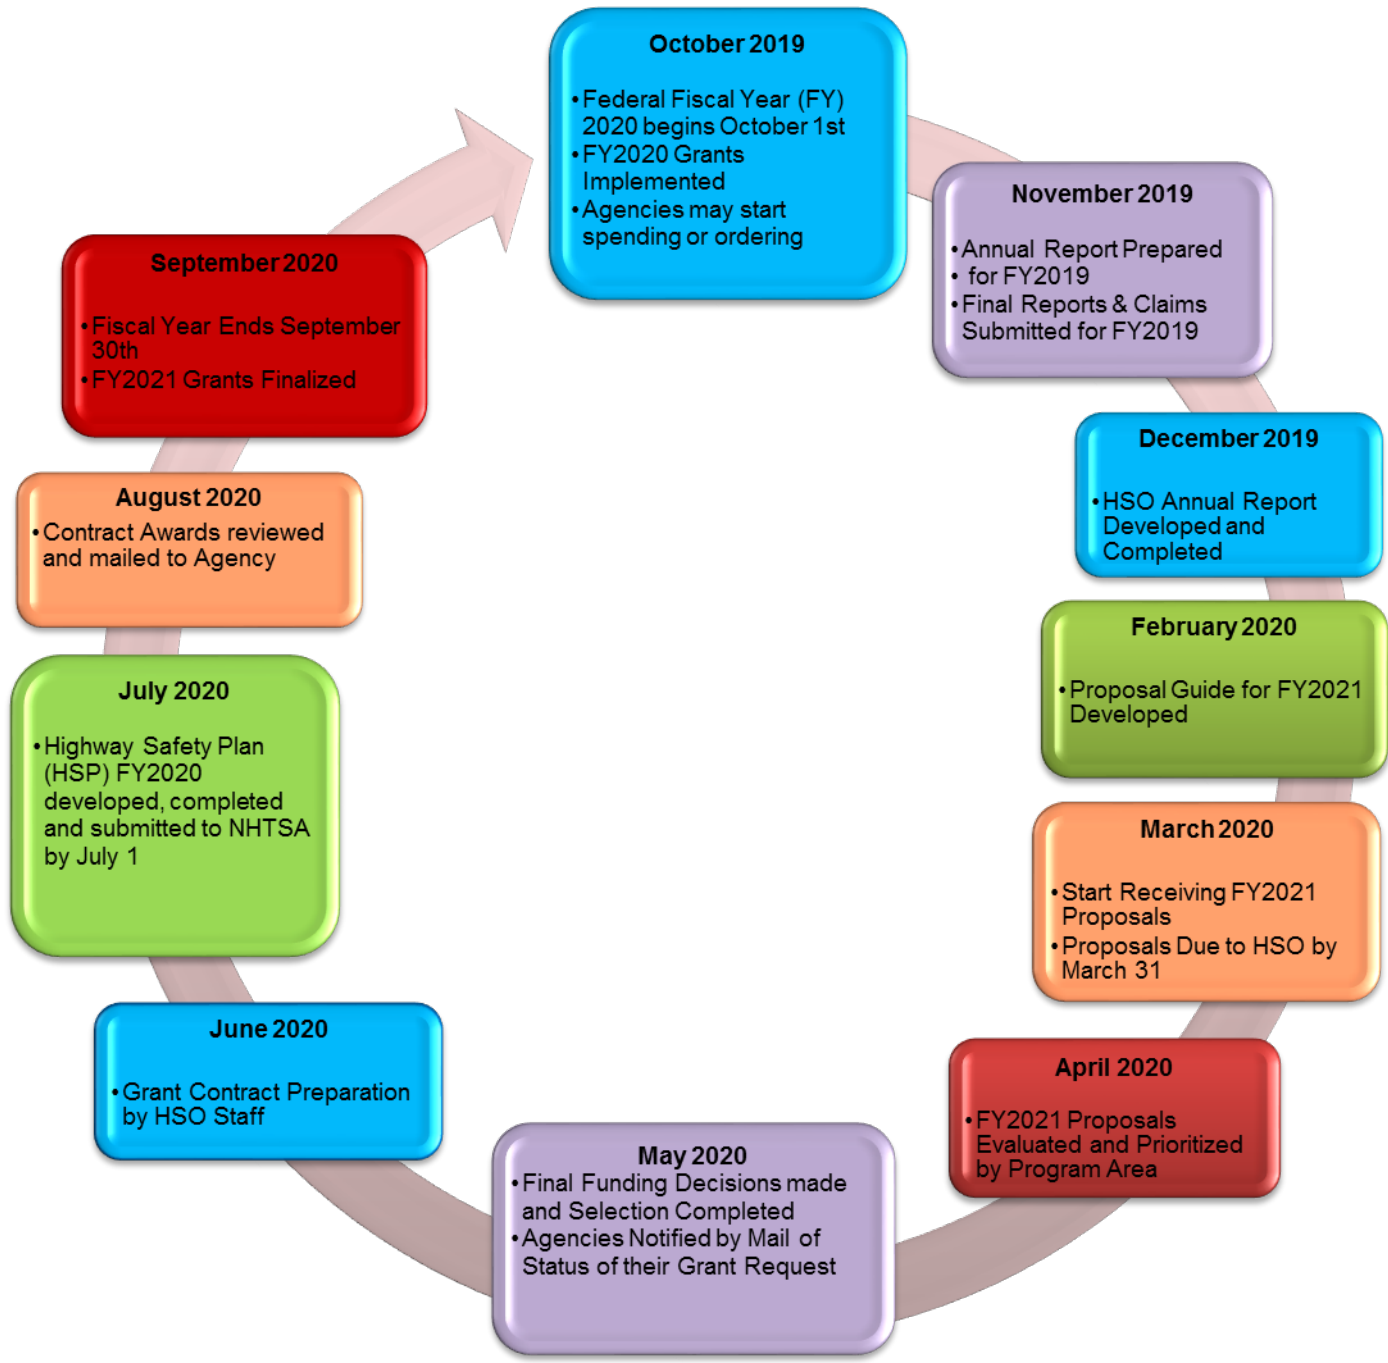 October 2019
• Federal Fiscal Year (FY)
2020 begins October 1st
• FY2020 Grants
Implemented
• Agencies may start
spending or ordering
November 2019
• Annual Report Prepared
• for FY2019
• Final Reports & Claims
Submitted for FY2019
December 2019
• HSO Annual Report
Developed and
Completed
February 2020
• Proposal Guide for FY2021
Developed
March 2020
• Start Receiving FY2021
Proposals
• Proposals Due to HSO by
March 31
April 2020
• FY2021 Proposals
Evaluated and Prioritized
by Program Area
May 2020
• Final Funding Decisions made
and Selection Completed
• Agencies Notified by Mail of
Status of their Grant Request
June 2020
• Grant Contract Preparation
by HSO Staff
July 2020
• Highway Safety Plan
(HSP) FY2020
developed, completed
and submitted to NHTSA
by July 1
August 2020
• Contract Awards reviewed
and mailed to Agency
September 2020
• Fiscal Year Ends September
30th
• FY2021 Grants Finalized